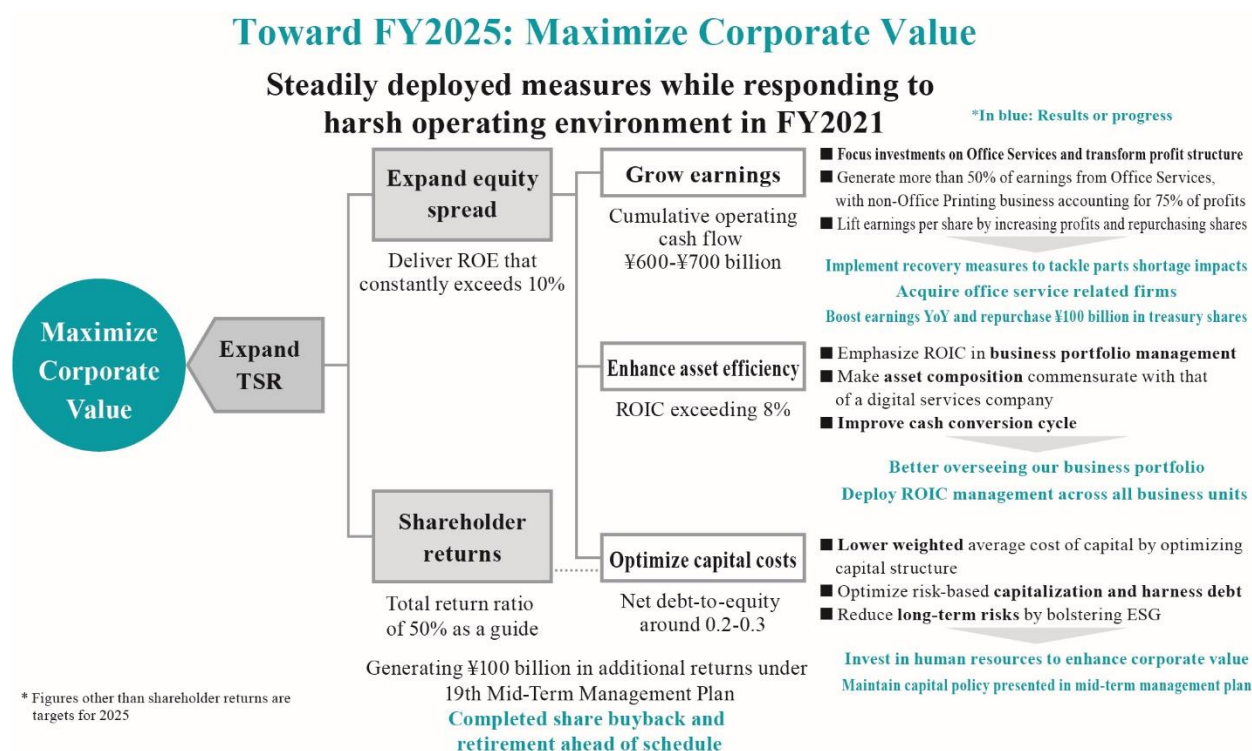 Toward FY2025: Maximize Corporate Value
Steadily deployed measures while responding to
harsh operating environment in FY2021
*In blue: Results or progress
Maximize
Corporate
Value
Expand
TSR
Expand equity
spread
Deliver ROE that
constantly exceeds 10%
Shareholder
returns
Total return ratio
of 50% as a guide
Grow earnings
Cumulative operating
cash flow
¥600-¥700 billion
■ Focus investments on Office Services and transform profit structure
■ Generate more than 50% of earnings from Office Services,
with non-Office Printing business accounting for 75% of profits
■ Lift earnings per share by increasing profits and repurchasing shares
Implement recovery measures to tackle parts shortage impacts
Acquire office service related firms
Boost earnings YoY and repurchase ¥100 billion in treasury shares
Enhance asset efficiency
ROIC exceeding 8%
■ Emphasize ROIC in business portfolio management
■ Make asset composition commensurate with that
of a digital services company
■ Improve cash conversion cycle
Better overseeing our business portfolio
Deploy ROIC management across all business units
Optimize capital costs
Net debt-to-equity
around 0.2-0.3
■ Lower weighted average cost of capital by optimizing
capital structure
■ Optimize risk-based capitalization and harness debt
■ Reduce long-term risks by bolstering ESG
Invest in human resources to enhance corporate value
Maintain capital policy presented in mid-term management plan
Generating ¥100 billion in additional returns under
19th Mid-Term Management Plan
Completed share buyback and
retirement ahead of schedule
* Figures other than shareholder returns are
targets for 2025